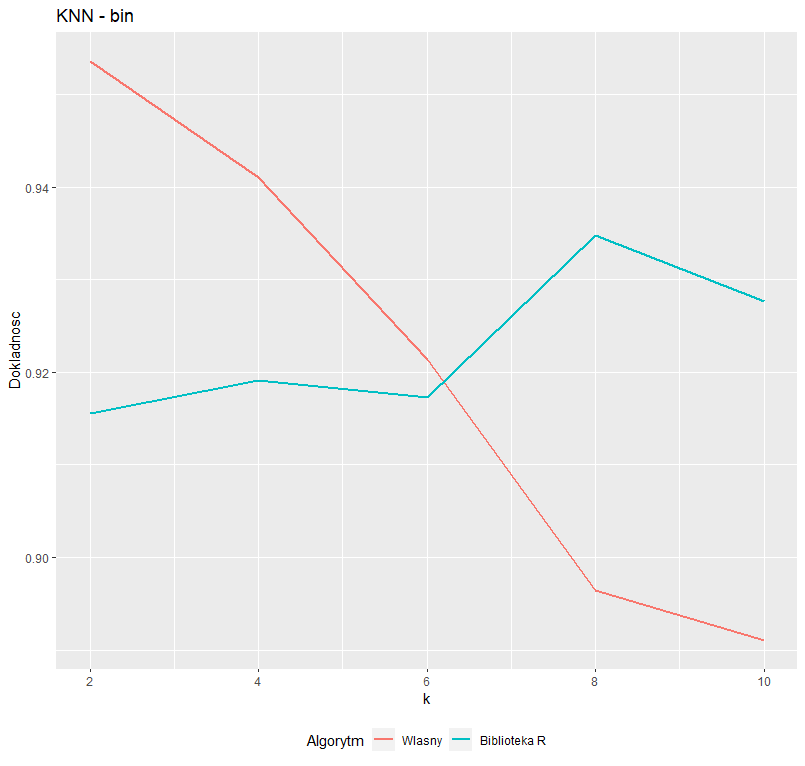 KNN - bin
Dokladnosc
0.94
0.92
0.90
2 4 6 8 10
k
Algorytm Wlasny Biblioteka R